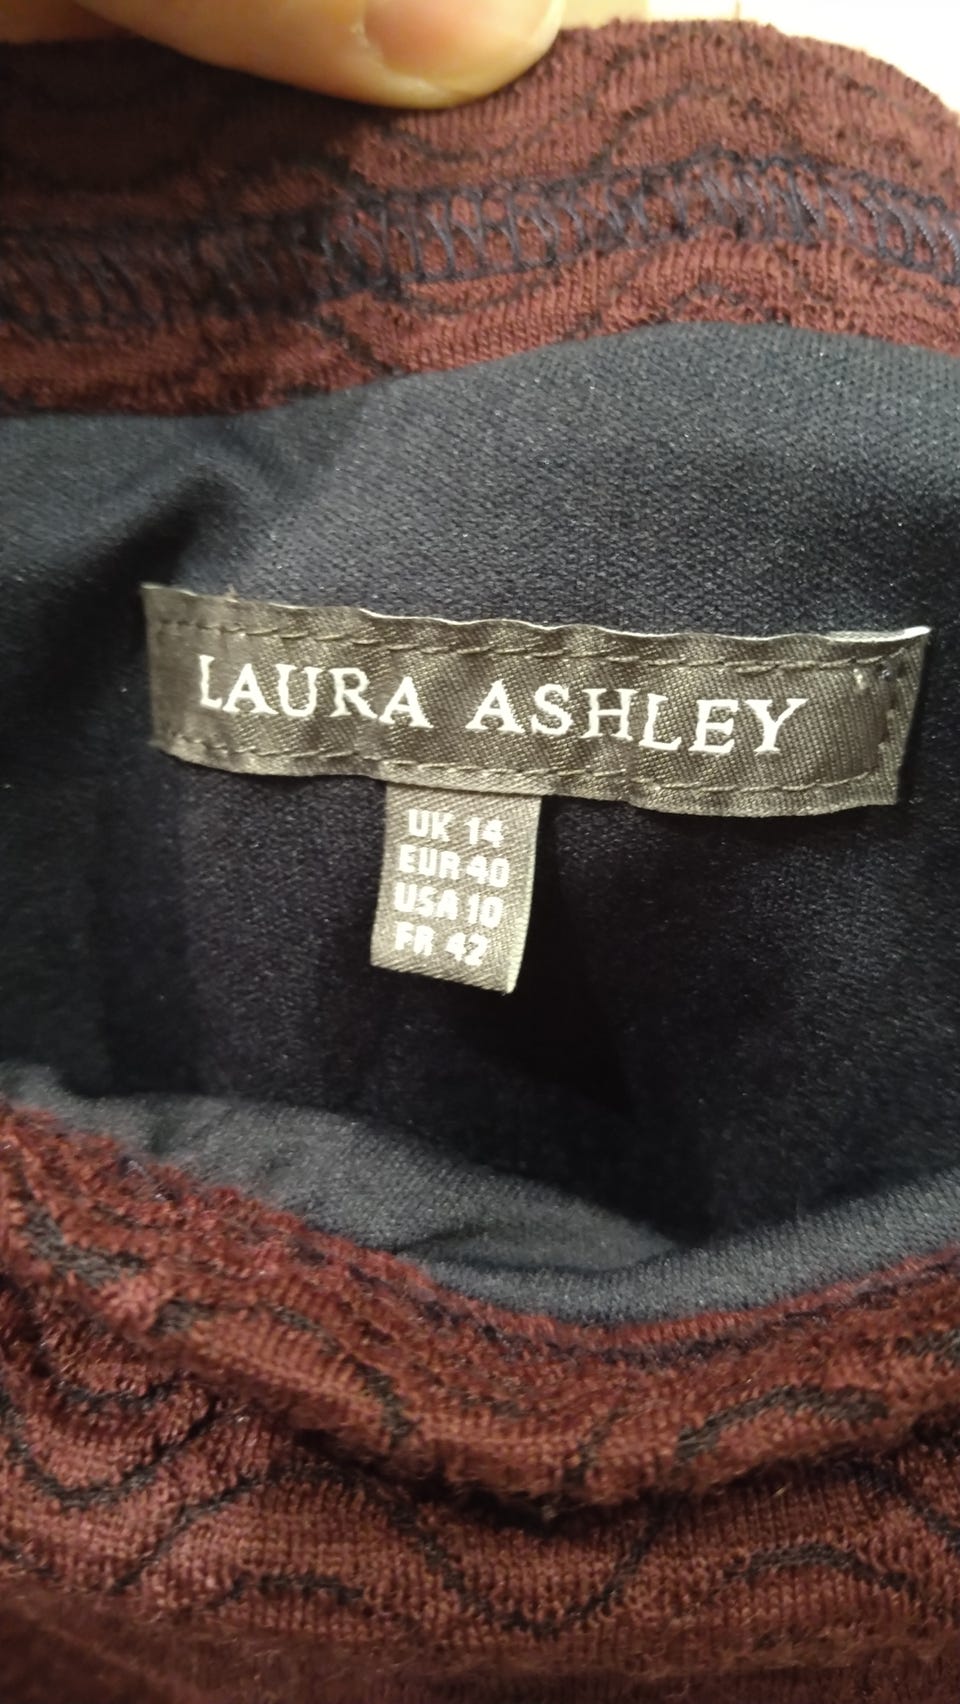 LAURA ASHLEY
UK 14
EUR 40
USA 10
FR 42